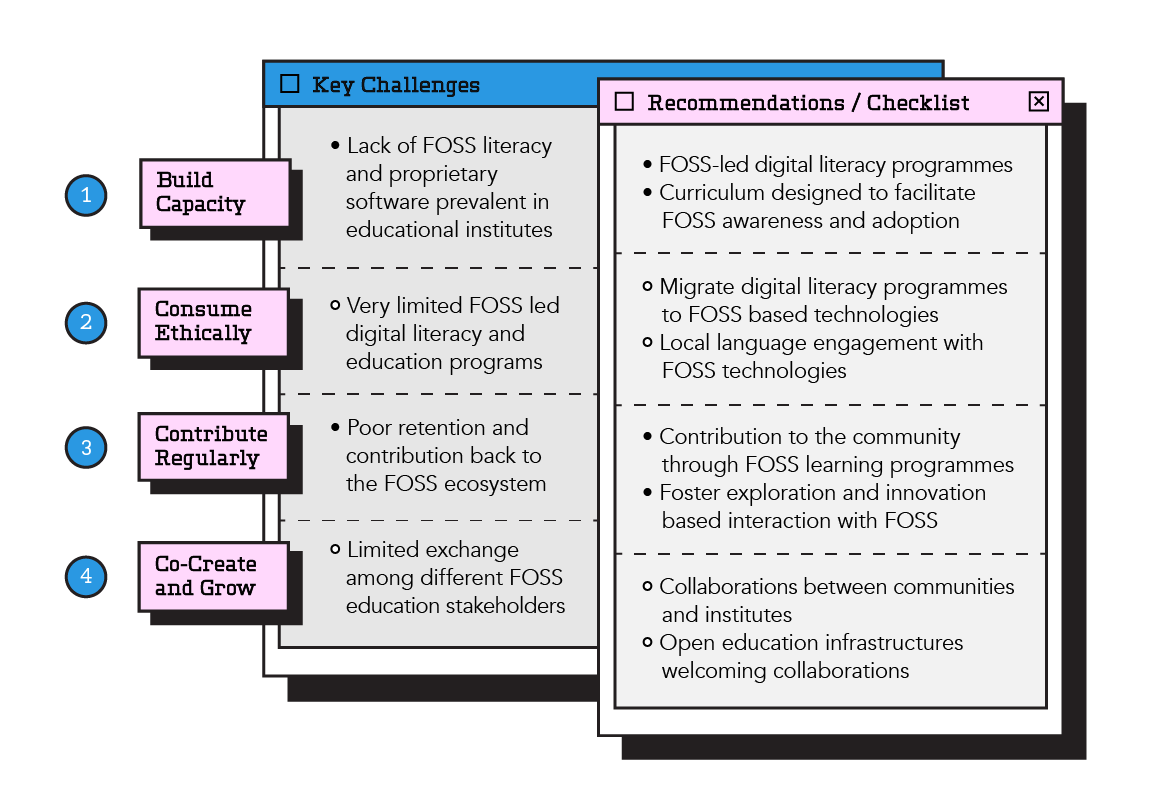 Key Challenges
Recommendations / Checklist
1
Build
Capacity
• Lack of FOSS literacy
and proprietary
software prevalent in
educational institutes
• FOSS-led digital literacy programmes
• Curriculum designed to facilitate
FOSS awareness and adoption
2
Consume
Ethically
Very limited FOSS led
digital literacy and
education programs
Migrate digital literacy programmes
to FOSS based technologies
Local language engagement with
FOSS technologies
3
Contribute
Regularly
• Poor retention and
contribution back to
the FOSS ecosystem
• Contribution to the community
through FOSS learning programmes
• Foster exploration and innovation
based interaction with FOSS
4
Co-Create
and Grow
Limited exchange
among different FOSS
education stakeholders
Collaborations between communities
and institutes
Open education infrastructures
welcoming collaborations